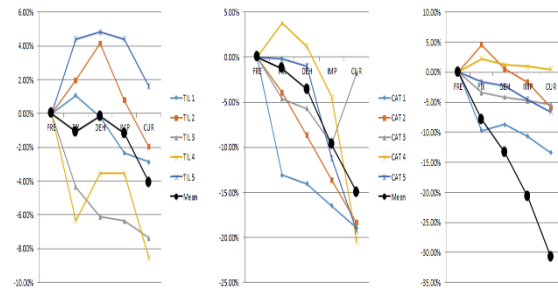 6.00%
4.00%
2.00%
0.00%
-2.00%
-4.00%
-6.00%
-8.00%
-10.00%
FRE FIX DEH IMP CUR
TIL 1
TIL 2
TIL 3
TIL 4
TIL 5
Mean
5.00%
0.00%
-5.00%
-10.00%
-15.00%
-20.00%
-25.00%
FRE FIX DEH IMP CUR
CAT 1
CAT 2
CAT 3
CAT 4
CAT 5
Mean
10.00%
5.00%
0.00%
-5.00%
-10.00%
-15.00%
-20.00%
-25.00%
-30.00%
-35.00%
FRE FIX DEH IMP CUR